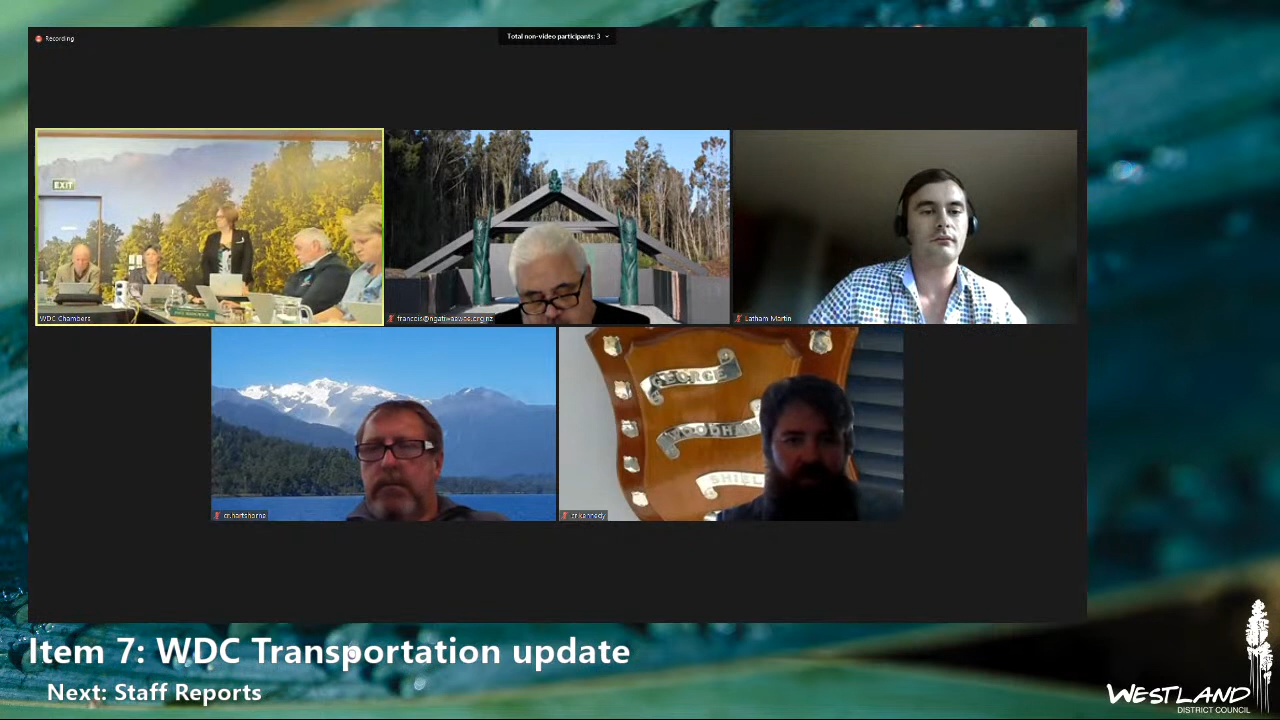 Recording
Total non-video participants: 3
EXIT
WDC Chambers
Latham Martin
GEORGE
SHIEL
cr.hartshorne
cr.kennedy
Item 7: WDC Transportation update
Next: Staff Reports
WESTLAND
DISTRICT COUNCIL